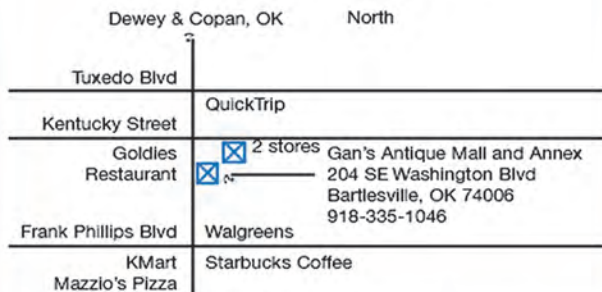 Dewey & Copan, OK North
Tuxedo Blvd
QuickTrip
Kentucky Street
Goldies
Restaurant
2 stores
Gan's Antique Mall and Annex
204 SE Washington Blvd
Bartlesville, OK 74006
918-335-1046
Frank Phillips Blvd
Walgreens
KMart
Mazzio's Pizza
Starbucks Coffee